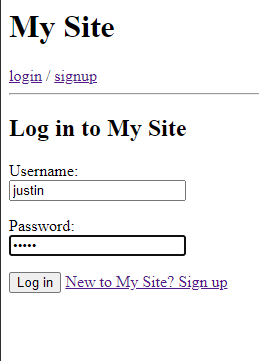 My Site
login / signup
Log in to My Site
Username:
justin
Password:
•••••
Log in New to My Site? Sign up